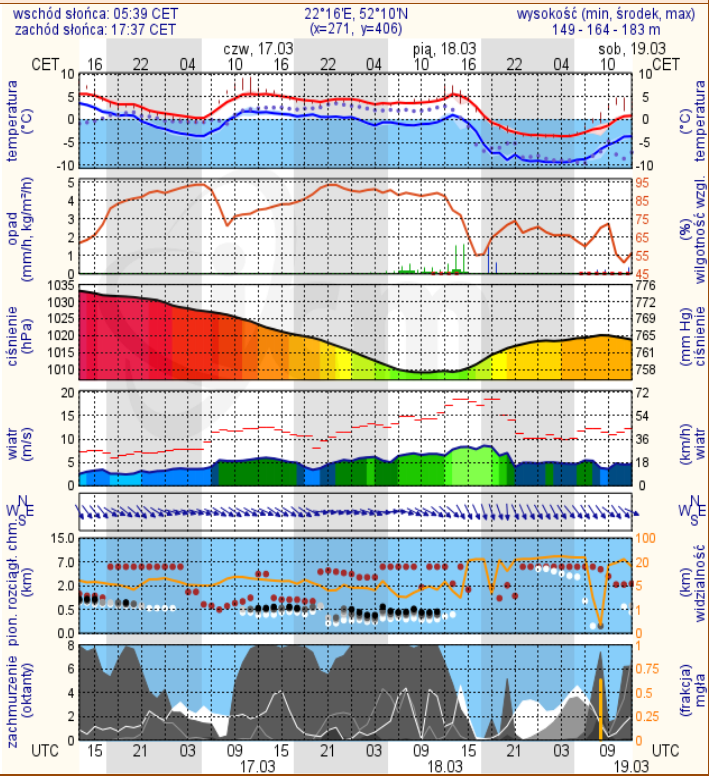 wschód słońca: 05:39 CET 22°16'E, 52°10'N wysokość (min, środek, max)
zachód słońca: 17:37 CET (x=271, y=406) 149 - 164 - 183 m
czw, 17.03 pią, 18.03 sob, 19.03
CET 16 22 04 10 16 22 04 10 16 22 04 10 CET
temperatura
(°C)
10
5
0
-5
-10
10
5
0
-5
-10
(°C)
temperatura
opad
(mm/h, kg/m²/h)
5
4
3
2
1
0
95
85
75
65
55
45
(%)
wilgotność wzgl.
ciśnienie
(hPa)
1035
1030
1025
1020
1015
1010
776
772
769
765
761
758
(mm Hg)
ciśnienie
wiatr
(m/s)
20
15
10
5
0
72
54
36
18
0
(km/h)
wiatr
N
W E
S
N
W E
S
pion. rozciągł. chm.
(km)
15.0
7.0
2.0
0.5
0.0
100
20
5
1
0
(km)
widzialność
zachmurzenie
(oktanty)
8
6
4
2
0
1
0.75
0.5
0.25
0
(frakcja)
mgła
UTC 15 21 03 09 15 21 03 09 15 21 03 09 UTC
17.03 18.03 19.03